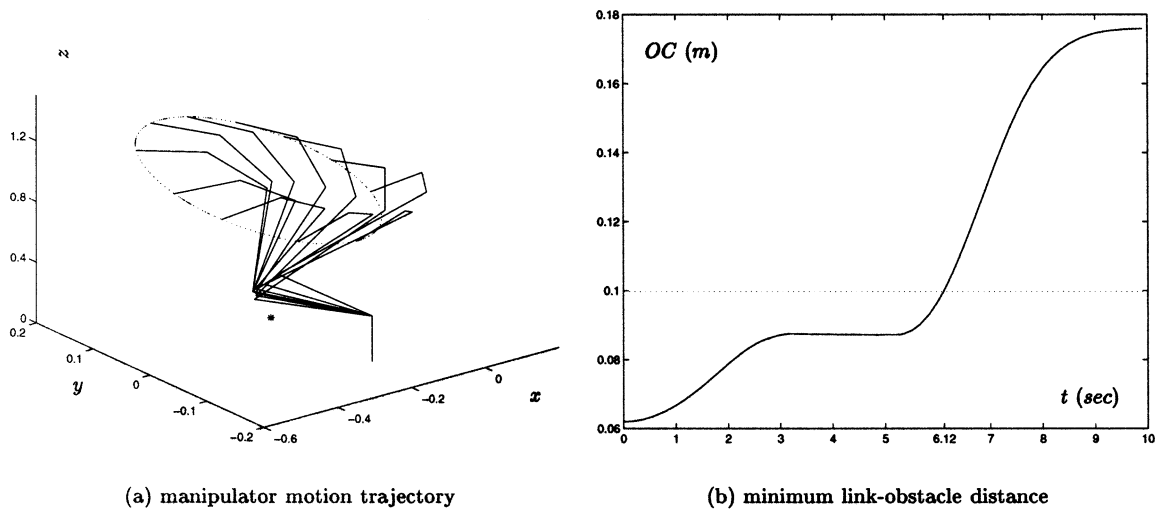 z
1.2
0.8
0.4
0
0.2
0.1
0
-0.1
-0.2
y
-0.6
-0.4
-0.2
0
x
*
(a) manipulator motion trajectory
0.18
0.16
0.14
0.12
0.1
0.08
0.06
OC (m)
t (sec)
0 1 2 3 4 5 6.12 7 8 9 10
(b) minimum link-obstacle distance